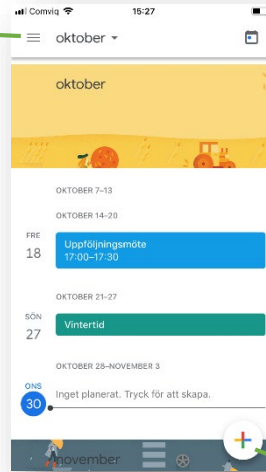 Comviq 15:27
oktober
oktober
OKTOBER 7–13
OKTOBER 14–20
FRE
18
Uppföljningsmöte
17:00–17:30
OKTOBER 21–27
SÖN
27
Vintertid
OKTOBER 28–NOVEMBER 3
ONS
30
Inget planerat. Tryck för att skapa.
november